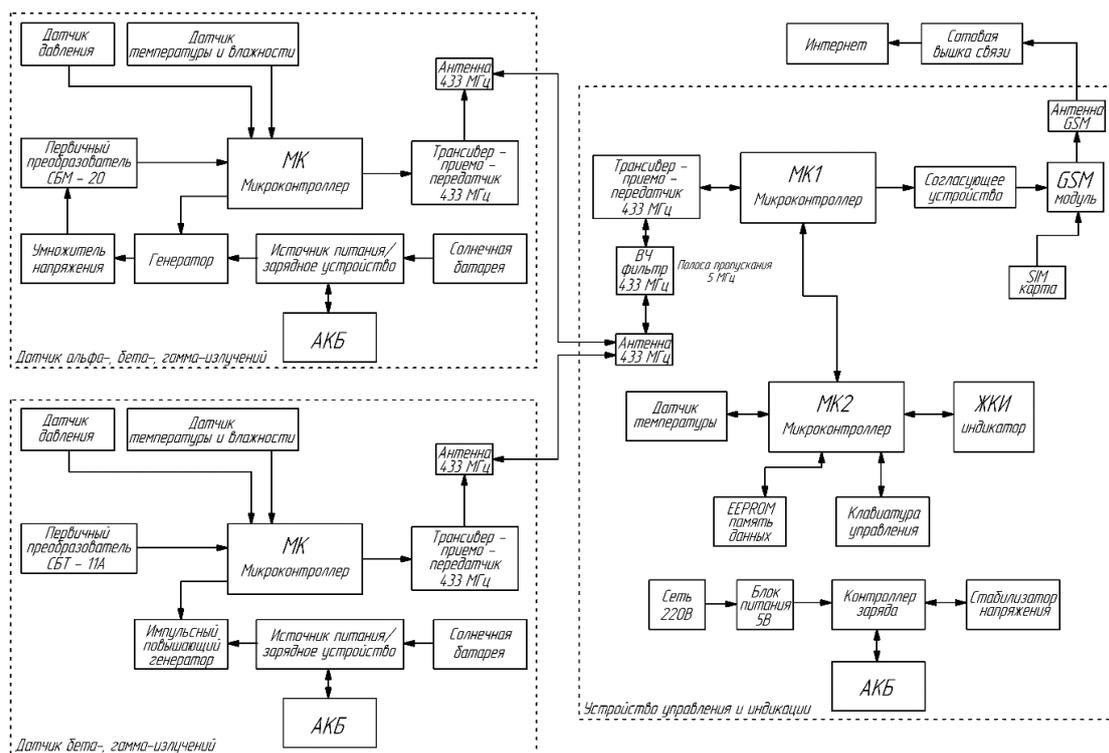 Датчик
давления
Датчик
температуры и влажности
Антенна
433 МГц
Первичный
преобразователь
СБМ - 20
МК
Микроконтроллер
Трансивер -
- приемо -
передатчик
433 МГц
Умножитель
напряжения
Генератор
Источник питания/
зарядное устройство
Солнечная
батарея
АКБ
Датчик альфа-, бета-, гамма-излучений
Датчик
давления
Датчик
температуры и влажности
Антенна
433 МГц
Первичный
преобразователь
СБТ - 11А
МК
Микроконтроллер
Трансивер -
- приемо -
передатчик
433 МГц
Импульсный
повышающий
генератор
Источник питания/
зарядное устройство
Солнечная
батарея
АКБ
Датчик бета-, гамма-излучений
Интернет
Сотовая
вышка связи
Антенна
GSM
Трансивер -
- приемо -
передатчик
433 МГц
МК1
Микроконтроллер
Согласующее
устройство
GSM
модуль
ВЧ
фильтр
433 МГц
Полоса пропускания
5 МГц
SIM
карта
Антенна
433 МГц
Датчик
температуры
МК2
Микроконтроллер
ЖКИ
индикатор
EEPROM
память
данных
Клавиатура
управления
Сеть
220В
Блок
питания
5В
Контроллер
заряда
Стабилизатор
напряжения
АКБ
Устройство управления и индикации